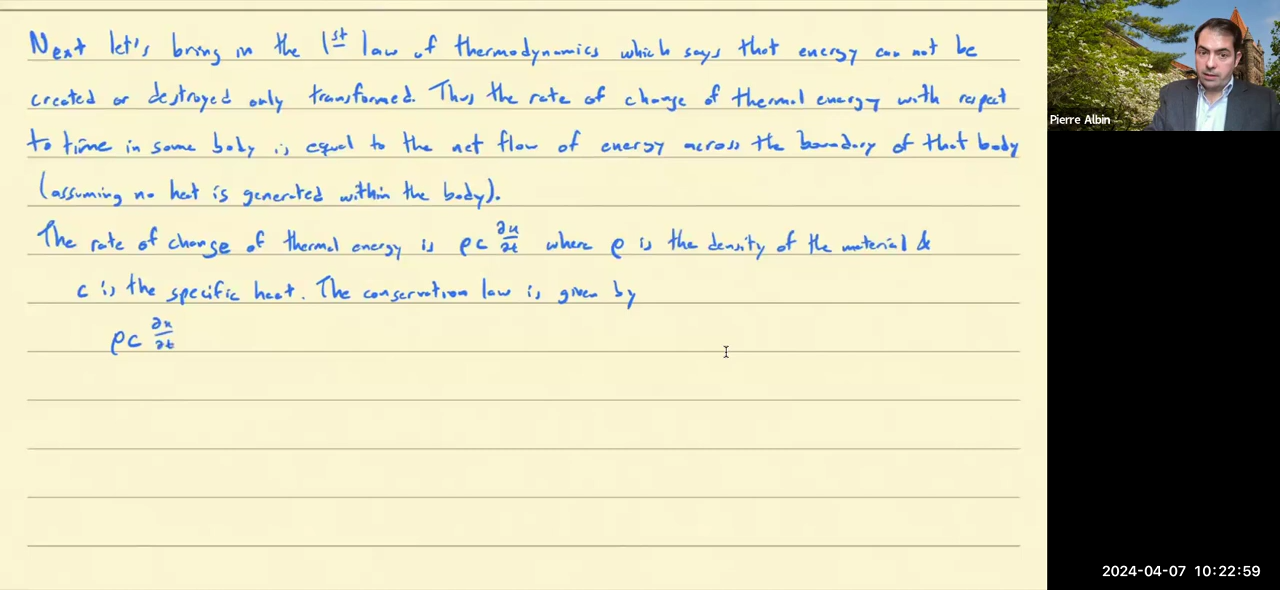 Next let's bring in the 1st law of thermodynamics which says that energy can not be
created or destroyed only transformed. Thus the rate of change of thermal energy with respect
to time in some body is equal to the net flow of energy across the boundary of that body
(assuming no heat is generated within the body).
The rate of change of thermal energy is ρc ∂u/∂t where ρ is the density of the material &
c is the specific heat. The conservation law is given by
ρc ∂u/∂t
Pierre Albin
2024-04-07 10:22:59